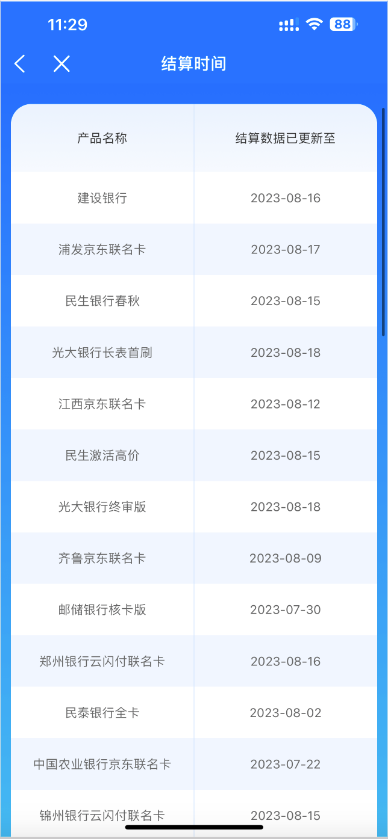 11:29 88
结算时间
产品名称 结算数据已更新至
建设银行 2023-08-16
浦发京东联名卡 2023-08-17
民生银行春秋 2023-08-15
光大银行长表首刷 2023-08-18
江西京东联名卡 2023-08-12
民生激活高价 2023-08-15
光大银行终审版 2023-08-18
齐鲁京东联名卡 2023-08-09
邮储银行核卡版 2023-07-30
郑州银行云闪付联名卡 2023-08-16
民泰银行全卡 2023-08-02
中国农业银行京东联名卡 2023-07-22
锦州银行云闪付联名卡 2023-08-15